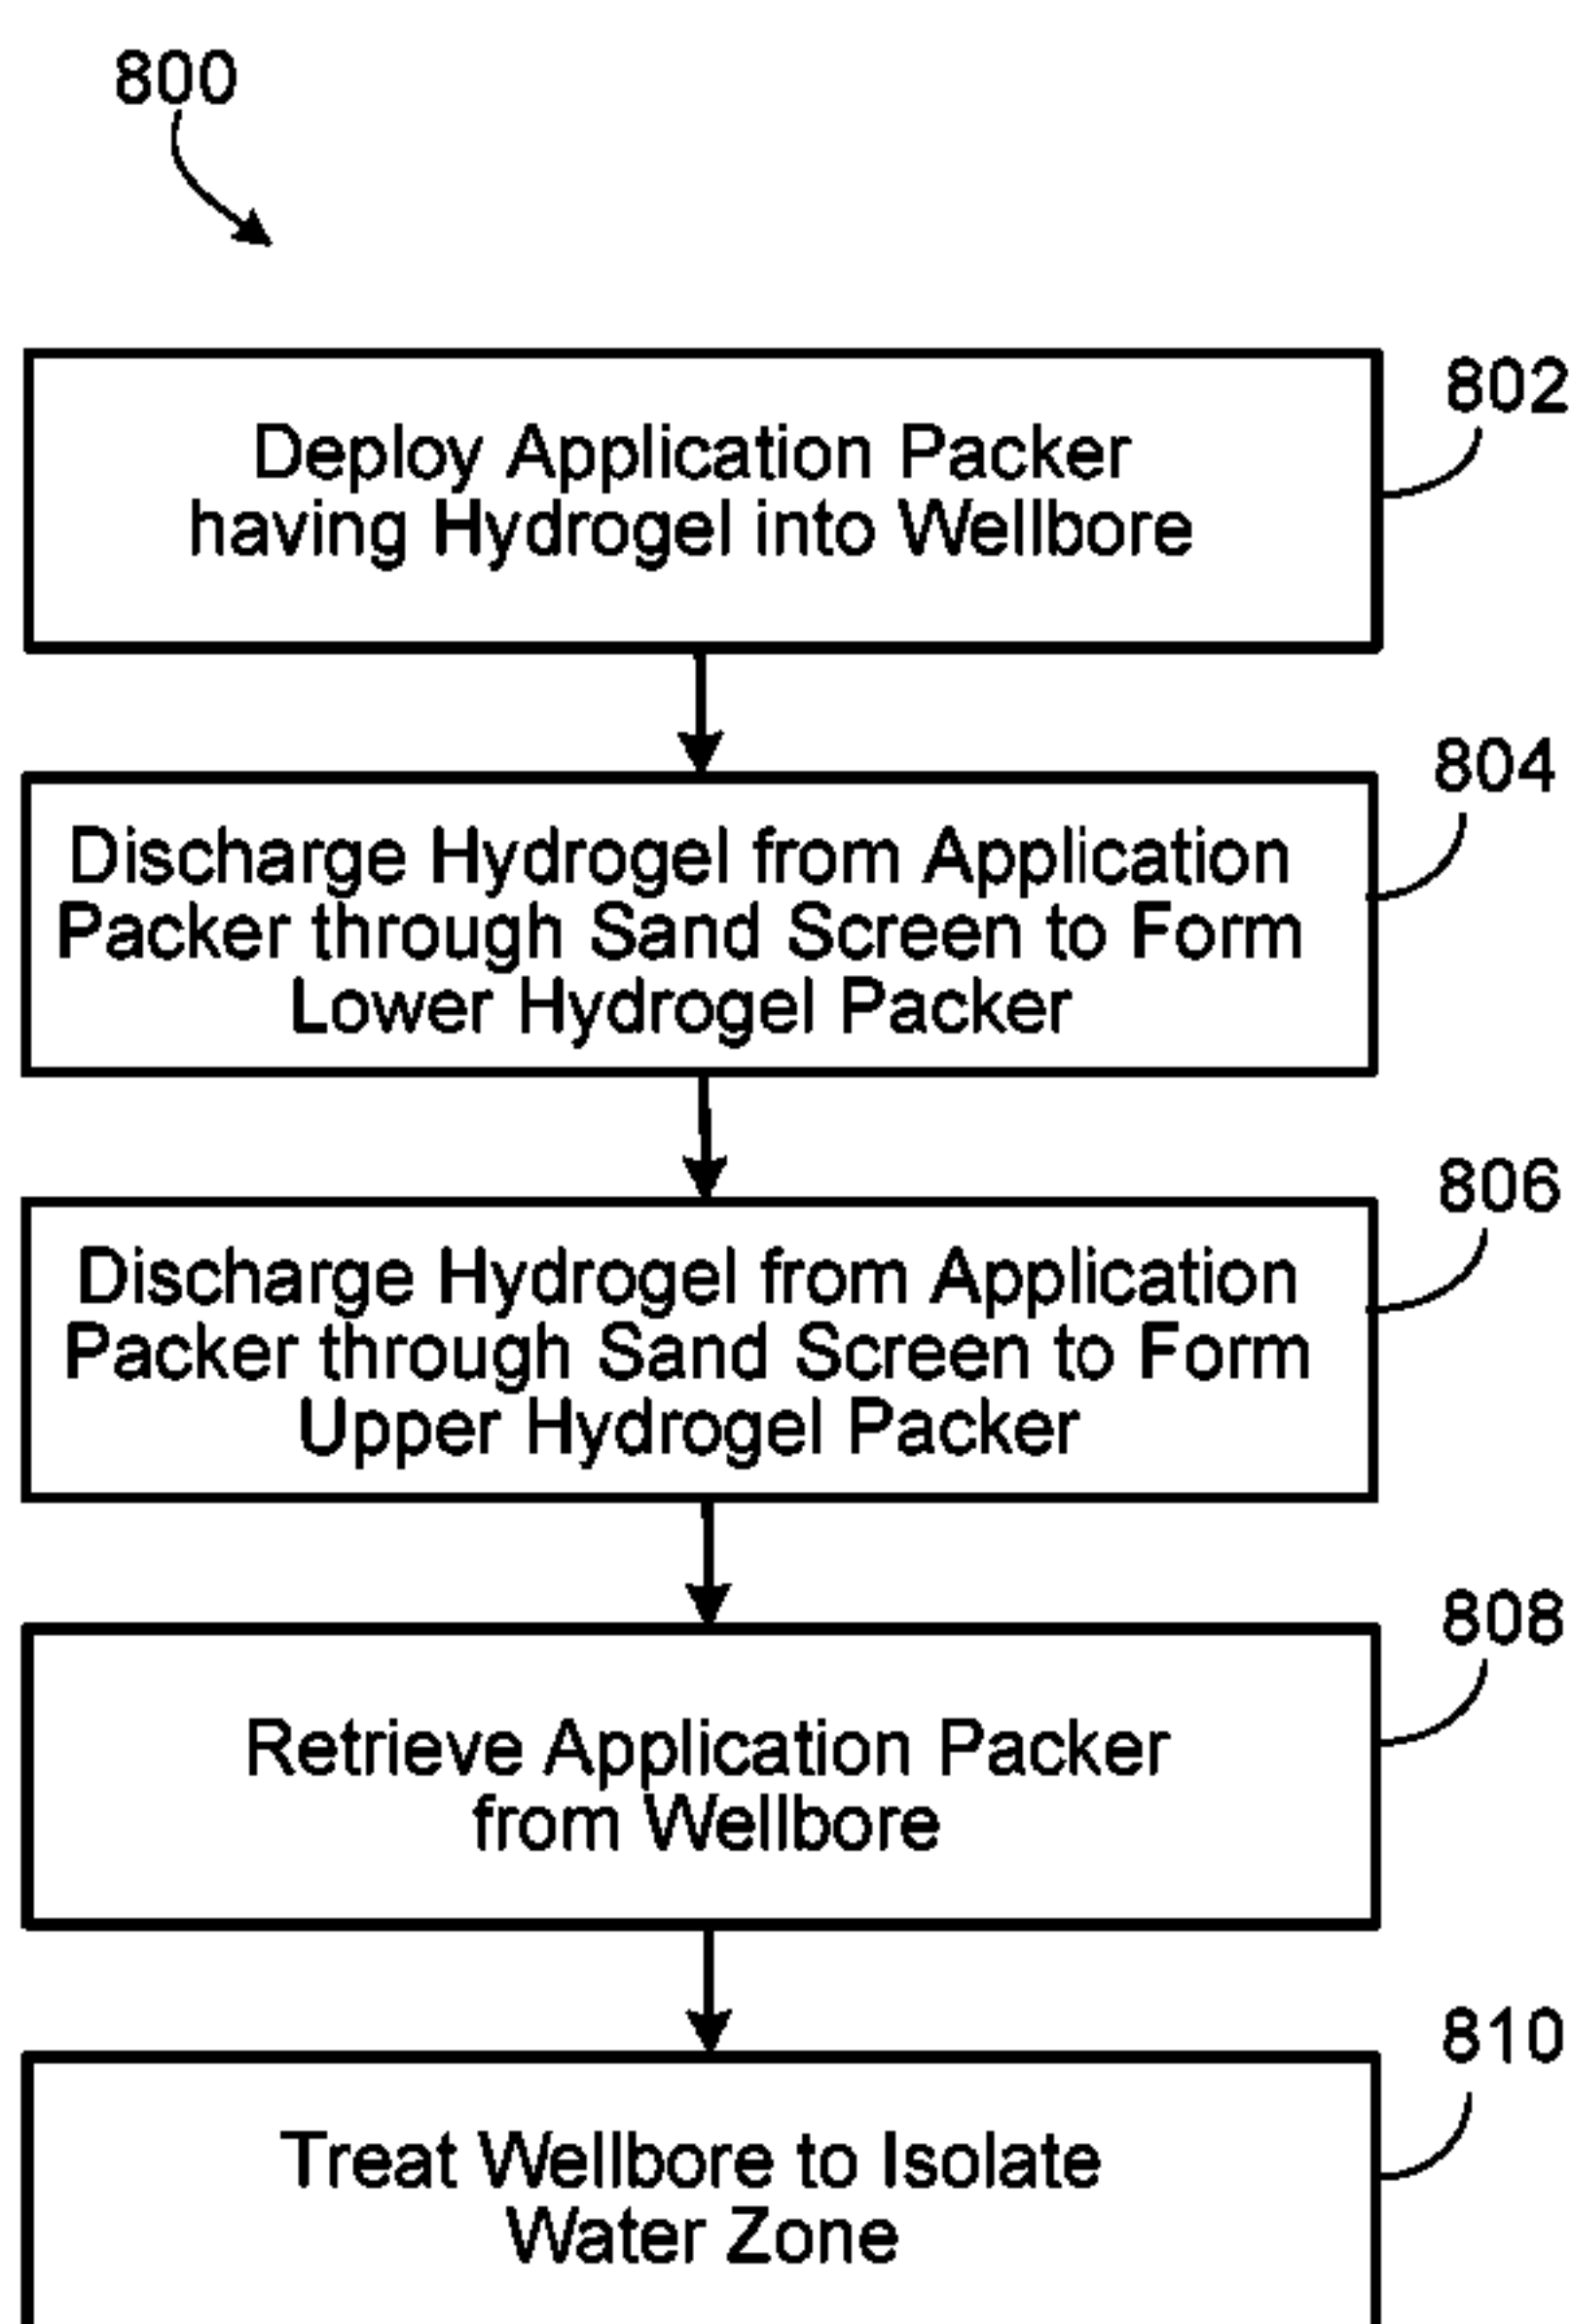 800
802
Deploy Application Packer
having Hydrogel into Wellbore
804
Discharge Hydrogel from Application
Packer through Sand Screen to Form
Lower Hydrogel Packer
806
Discharge Hydrogel from Application
Packer through Sand Screen to Form
Upper Hydrogel Packer
808
Retrieve Application Packer
from Wellbore
810
Treat Wellbore to Isolate
Water Zone